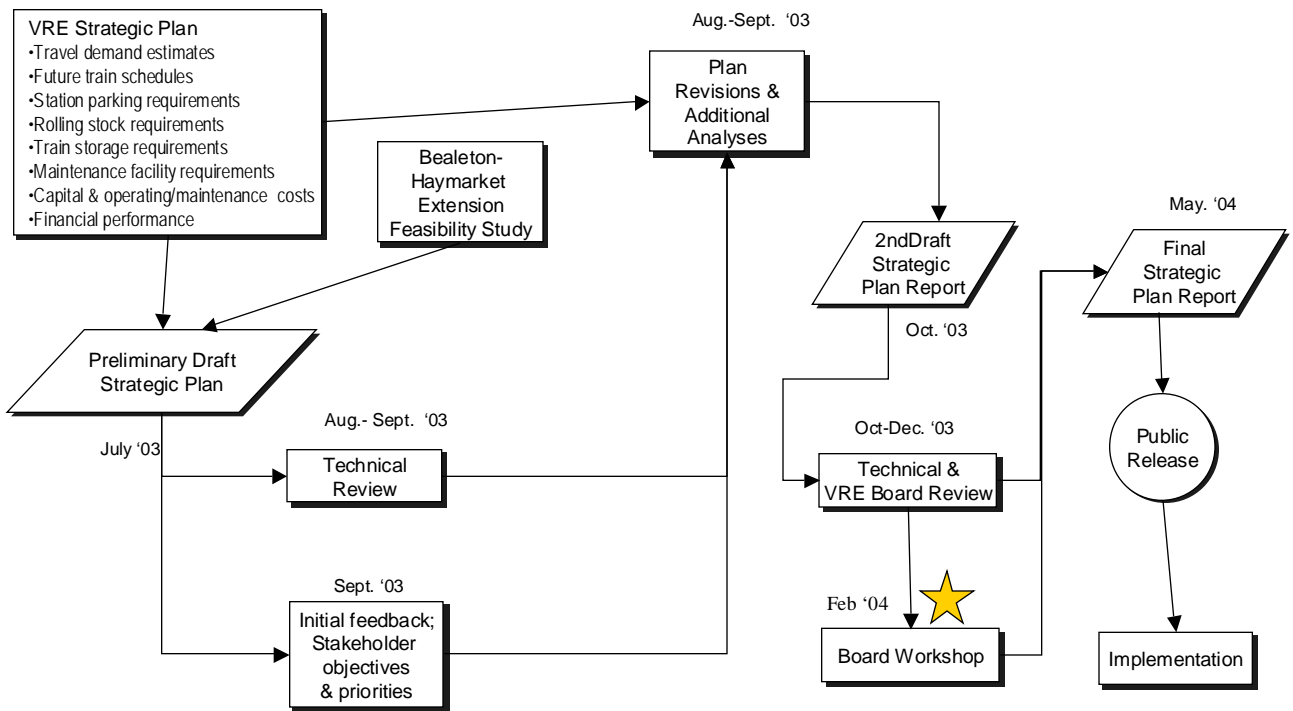 VRE Strategic Plan
•Travel demand estimates
•Future train schedules
•Station parking requirements
•Rolling stock requirements
•Train storage requirements
•Maintenance facility requirements
•Capital & operating/maintenance costs
•Financial performance
Bealeton-
Haymarket
Extension
Feasibility Study
Preliminary Draft
Strategic Plan
July ‘03
Aug.- Sept. ‘03
Technical
Review
Sept. ‘03
Initial feedback;
Stakeholder
objectives
& priorities
Aug.-Sept. ‘03
Plan
Revisions &
Additional
Analyses
2ndDraft
Strategic
Plan Report
Oct. ‘03
Oct-Dec. ‘03
Technical &
VRE Board Review
Feb ‘04
Board Workshop
May. ‘04
Final
Strategic
Plan Report
Public
Release
Implementation